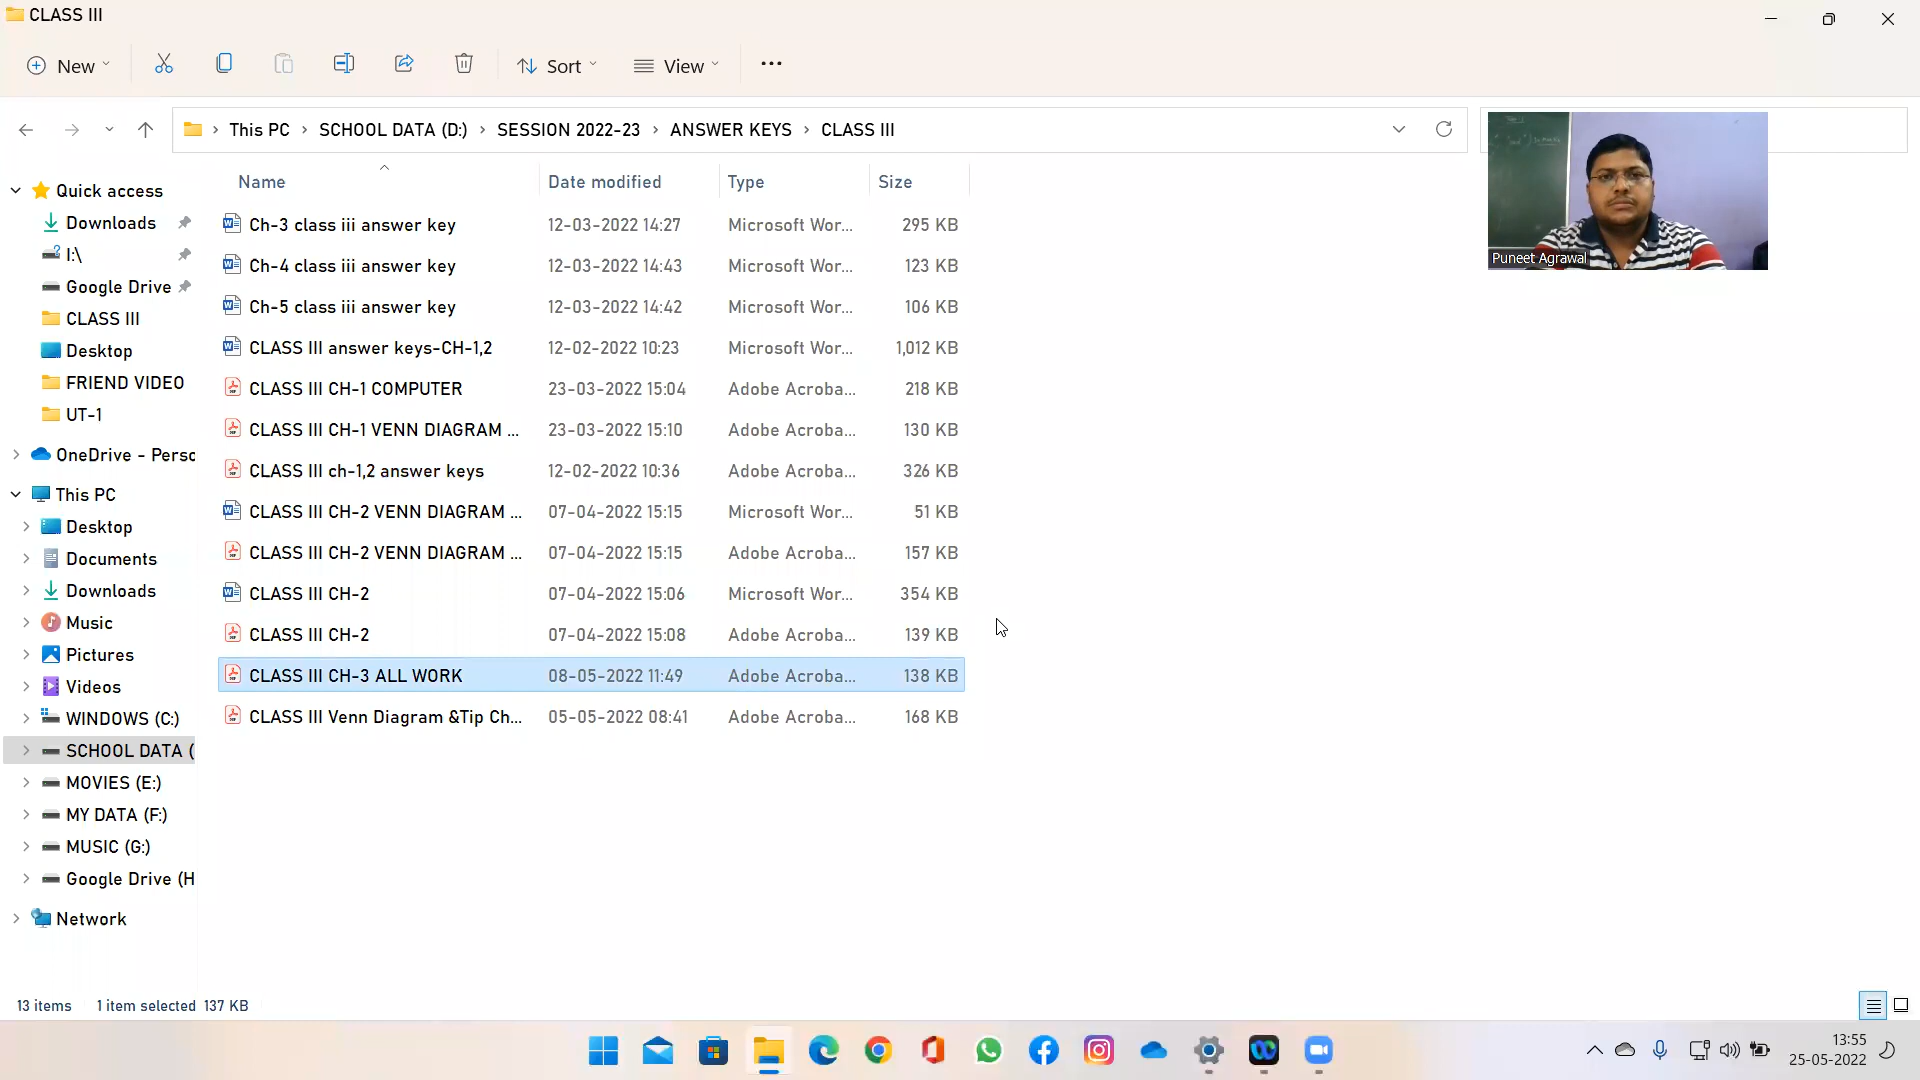 CLASS III
New
Sort
View
This PC > SCHOOL DATA (D:) > SESSION 2022-23 > ANSWER KEYS > CLASS III
Puneet Agrawal
Quick access
Downloads
I:\
Google Drive
CLASS III
Desktop
FRIEND VIDEO
UT-1
OneDrive - Perso
This PC
Desktop
Documents
Downloads
Music
Pictures
Videos
WINDOWS (C:)
SCHOOL DATA (
MOVIES (E:)
MY DATA (F:)
MUSIC (G:)
Google Drive (H
Network
Name Date modified Type Size
Ch-3 class iii answer key 12-03-2022 14:27 Microsoft Wor... 295 KB
Ch-4 class iii answer key 12-03-2022 14:43 Microsoft Wor... 123 KB
Ch-5 class iii answer key 12-03-2022 14:42 Microsoft Wor... 106 KB
CLASS III answer keys-CH-1,2 12-02-2022 10:23 Microsoft Wor... 1,012 KB
CLASS III CH-1 COMPUTER 23-03-2022 15:04 Adobe Acroba... 218 KB
CLASS III CH-1 VENN DIAGRAM ... 23-03-2022 15:10 Adobe Acroba... 130 KB
CLASS III ch-1,2 answer keys 12-02-2022 10:36 Adobe Acroba... 326 KB
CLASS III CH-2 VENN DIAGRAM ... 07-04-2022 15:15 Microsoft Wor... 51 KB
CLASS III CH-2 VENN DIAGRAM ... 07-04-2022 15:15 Adobe Acroba... 157 KB
CLASS III CH-2 07-04-2022 15:06 Microsoft Wor... 354 KB
CLASS III CH-2 07-04-2022 15:08 Adobe Acroba... 139 KB
CLASS III CH-3 ALL WORK 08-05-2022 11:49 Adobe Acroba... 138 KB
CLASS III Venn Diagram &Tip Ch... 05-05-2022 08:41 Adobe Acroba... 168 KB
13 items 1 item selected 137 KB
13:55
25-05-2022